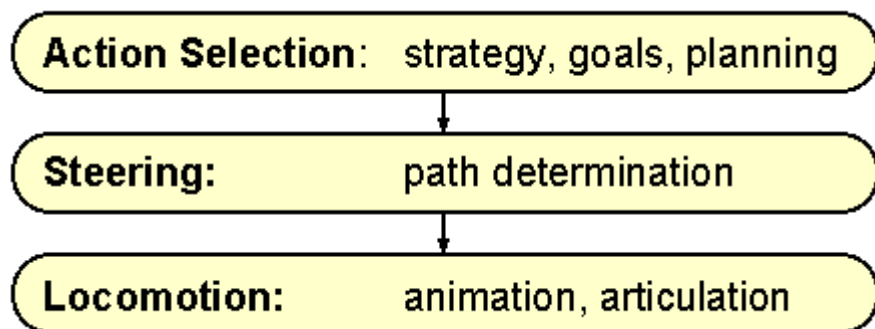 Action Selection: strategy, goals, planning
Steering: path determination
Locomotion: animation, articulation